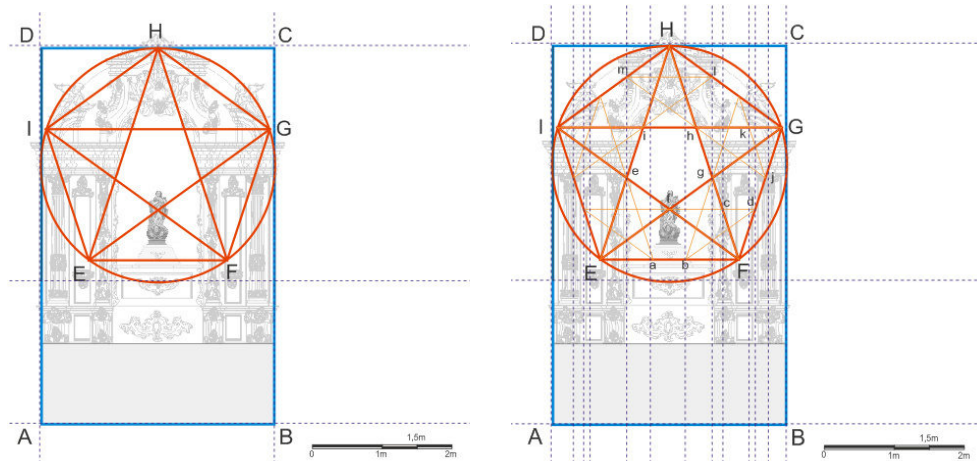 D H C
I G
E F
A B
1,5m
0 1m 2m
D H C
m l
I i h k G
e g j
f c d
E a b F
A B
1,5m
0 1m 2m